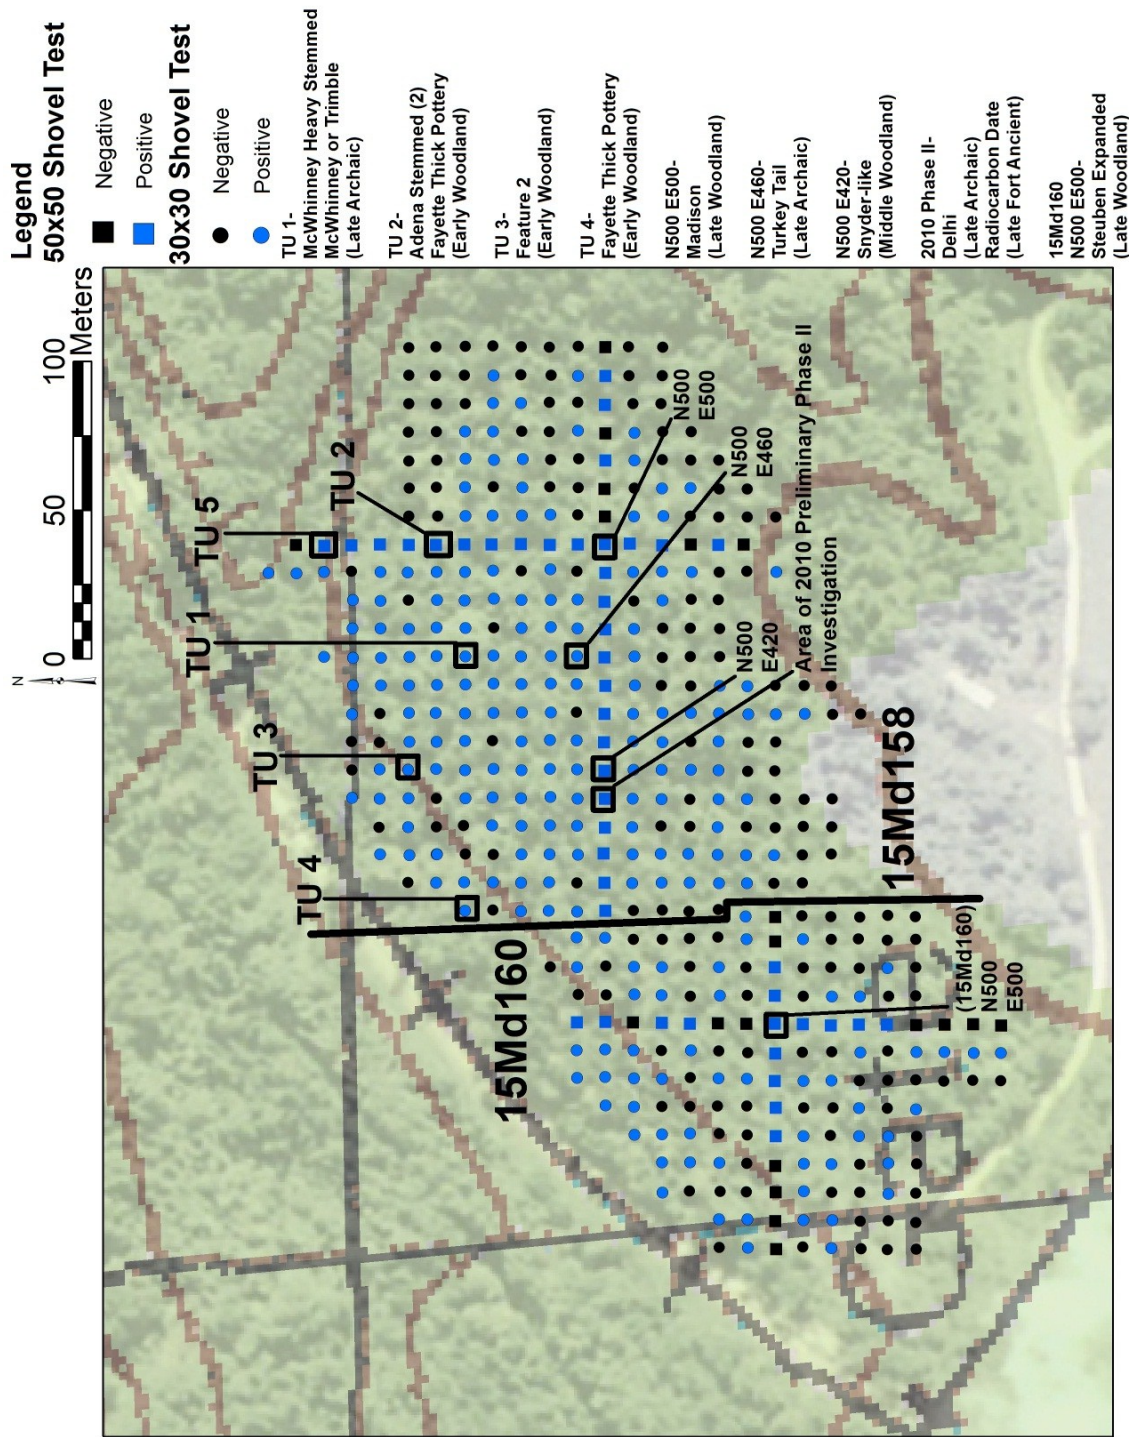 Legend
50x50 Shovel Test
Negative
Positive
30x30 Shovel Test
Negative
Positive
TU 1-
McWhinney Heavy Stemmed
McWhinney or Trimble
(Late Archaic)
TU 2-
Adena Stemmed (2)
Fayette Thick Pottery
(Early Woodland)
TU 3-
Feature 2
(Early Woodland)
TU 4-
Fayette Thick Pottery
(Early Woodland)
N500 E500-
Madison
(Late Woodland)
N500 E460-
Turkey Tail
(Late Archaic)
N500 E420-
Snyder-like
(Middle Woodland)
2010 Phase II-
Delhi
(Late Archaic)
Radiocarbon Date
(Late Fort Ancient)
15Md160
N500 E500-
Steuben Expanded
(Late Woodland)
N
0 50 100
Meters
TU 4
TU 3
TU 1
TU 5
TU 2
N500
E500
N500
E460
N500
E420
Area of 2010 Preliminary Phase II
Investigation
15Md160
15Md158
(15Md160)
N500
E500